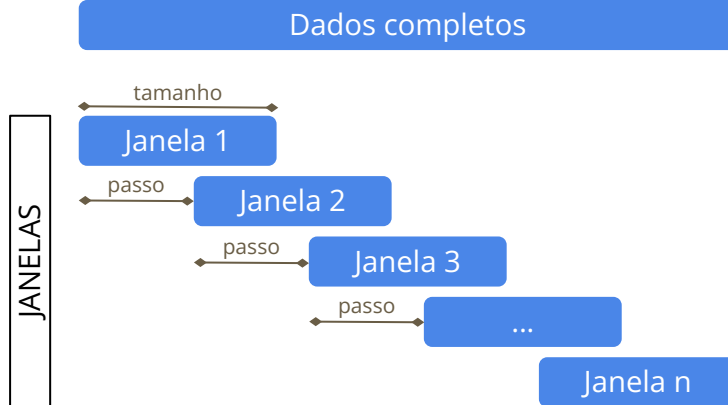 Dados completos
tamanho
Janela 1
passo
Janela 2
passo
Janela 3
passo
...
Janela n
JANELAS